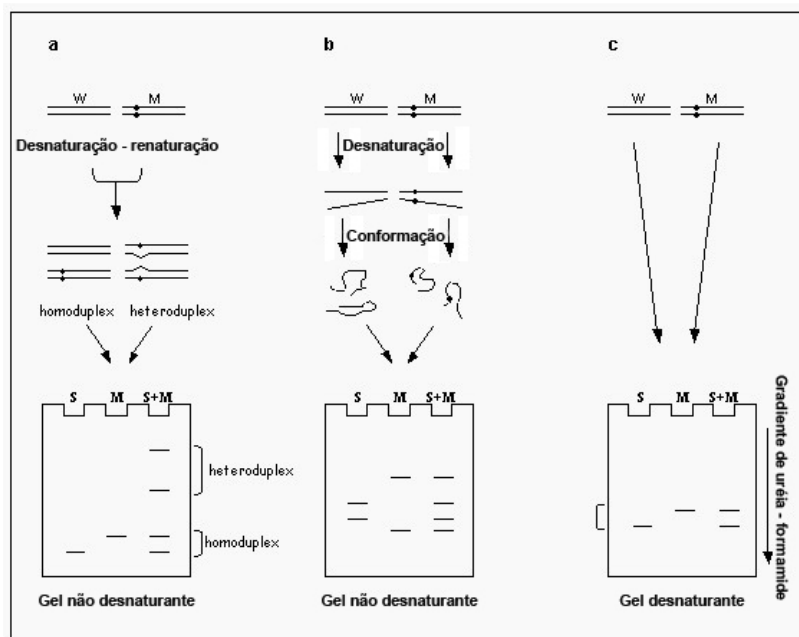 a
W M
Desnaturação - renaturação
homoduplex heteroduplex
S M S+M
heteroduplex
homoduplex
Gel não desnaturante
b
W M
Desnaturação
Conformação
S M S+M
Gel não desnaturante
c
W M
S M S+M
Gradiente de uréia - formamide
Gel desnaturante